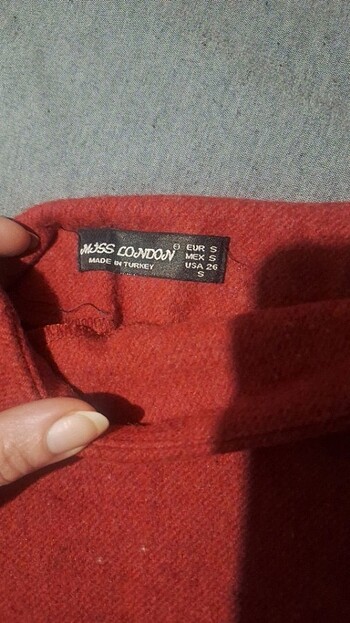 MISS LONDON®
MADE IN TURKEY
EUR S
MEX S
USA 26
S